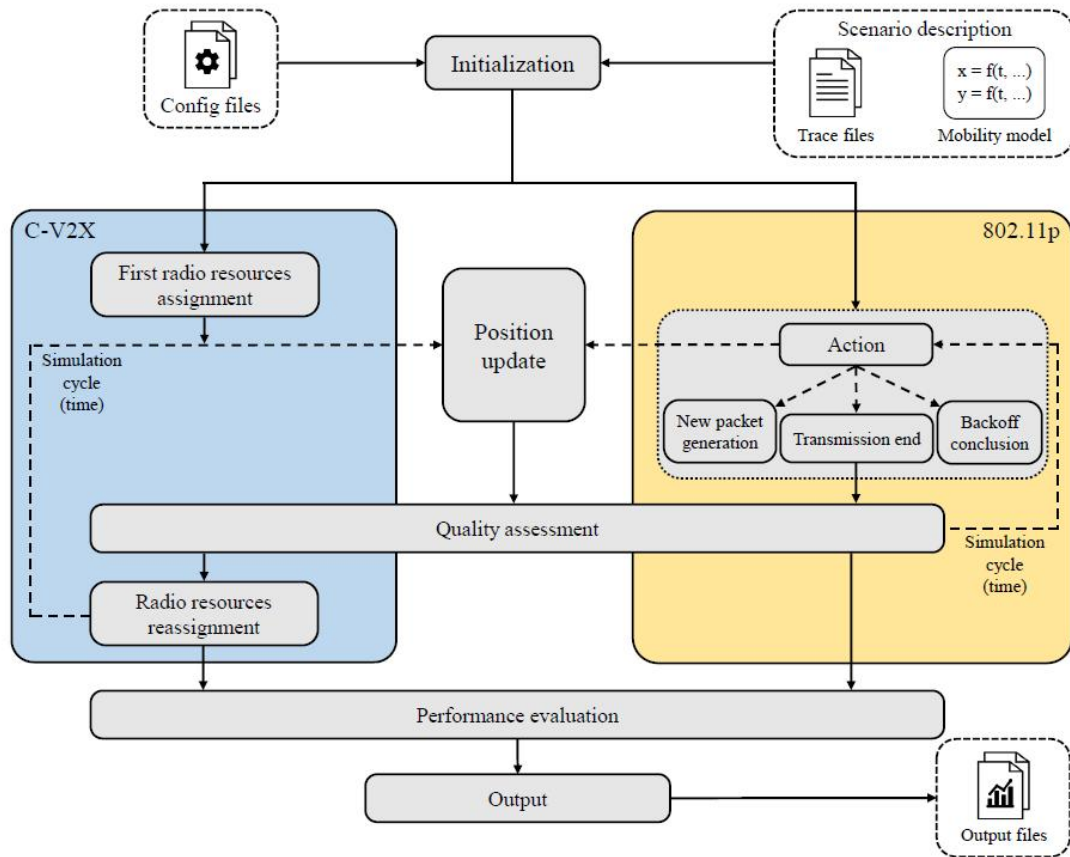 Config files
Initialization
Scenario description
Trace files
x = f(t, ...)
y = f(t, ...)
Mobility model
C-V2X
First radio resources
assignment
Simulation
cycle
(time)
Position
update
802.11p
Action
New packet
generation
Transmission end
Backoff
conclusion
Quality assessment
Simulation
cycle
(time)
Radio resources
reassignment
Performance evaluation
Output
Output files